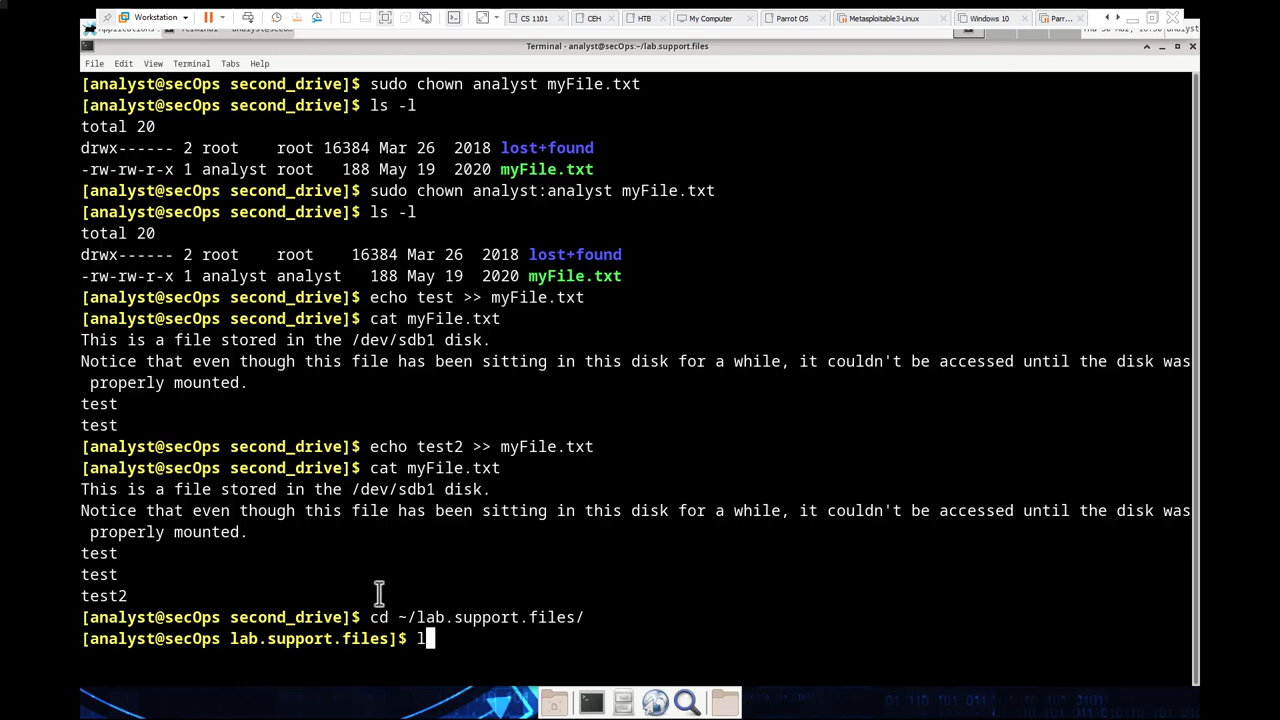 Workstation
CS 1101
CEH
HTB
My Computer
Parrot OS
Metasploitable3-Linux
Windows 10
Parr...
Terminal - analyst@secOps:~/lab.support.files
File Edit View Terminal Tabs Help
[analyst@secOps second_drive]$ sudo chown analyst myFile.txt
[analyst@secOps second_drive]$ ls -l
total 20
drwx------ 2 root    root 16384 Mar 26  2018 lost+found
-rw-rw-r-x 1 analyst root   188 May 19  2020 myFile.txt
[analyst@secOps second_drive]$ sudo chown analyst:analyst myFile.txt
[analyst@secOps second_drive]$ ls -l
total 20
drwx------ 2 root    root    16384 Mar 26  2018 lost+found
-rw-rw-r-x 1 analyst analyst   188 May 19  2020 myFile.txt
[analyst@secOps second_drive]$ echo test >> myFile.txt
[analyst@secOps second_drive]$ cat myFile.txt
This is a file stored in the /dev/sdb1 disk.
Notice that even though this file has been sitting in this disk for a while, it couldn't be accessed until the disk was
 properly mounted.
test
test
[analyst@secOps second_drive]$ echo test2 >> myFile.txt
[analyst@secOps second_drive]$ cat myFile.txt
This is a file stored in the /dev/sdb1 disk.
Notice that even though this file has been sitting in this disk for a while, it couldn't be accessed until the disk was
 properly mounted.
test
test
test2
[analyst@secOps second_drive]$ cd ~/lab.support.files/
[analyst@secOps lab.support.files]$ l